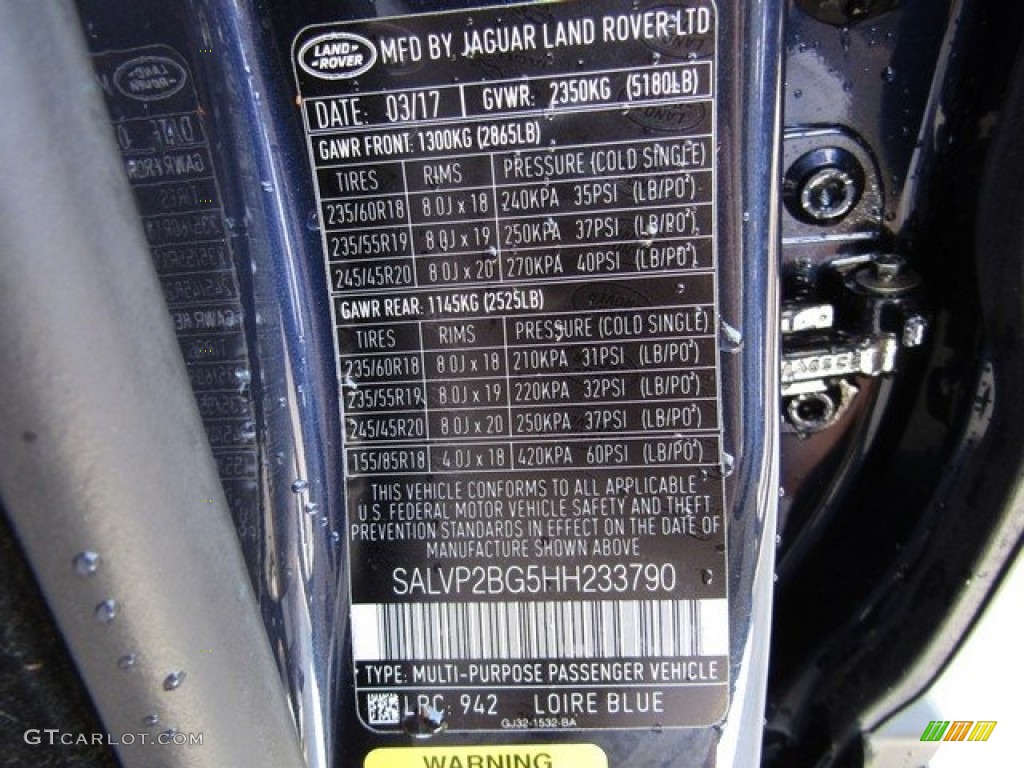 LAND ROVER MFD BY JAGUAR LAND ROVER LTD
DATE: 03/17 GVWR: 2350KG (5180LB)
GAWR FRONT: 1300KG (2865LB)
TIRES RIMS PRESSURE (COLD SINGLE)
235/60R18 8.0J x 18 240KPA 35PSI (LB/PO²)
235/55R19 8.0J x 19 250KPA 37PSI (LB/PO²)
245/45R20 8.0J x 20 270KPA 40PSI (LB/PO²)
GAWR REAR: 1145KG (2525LB)
TIRES RIMS PRESSURE (COLD SINGLE)
235/60R18 8.0J x 18 210KPA 31PSI (LB/PO²)
235/55R19 8.0J x 19 220KPA 32PSI (LB/PO²)
245/45R20 8.0J x 20 250KPA 37PSI (LB/PO²)
155/85R18 4.0J x 18 420KPA 60PSI (LB/PO²)
THIS VEHICLE CONFORMS TO ALL APPLICABLE
U.S. FEDERAL MOTOR VEHICLE SAFETY AND THEFT
PREVENTION STANDARDS IN EFFECT ON THE DATE OF
MANUFACTURE SHOWN ABOVE
SALVP2BG5HH233790
TYPE: MULTI-PURPOSE PASSENGER VEHICLE
LRC: 942 LOIRE BLUE
GJ32-1532-BA
WARNING
GTCARLOT.COM